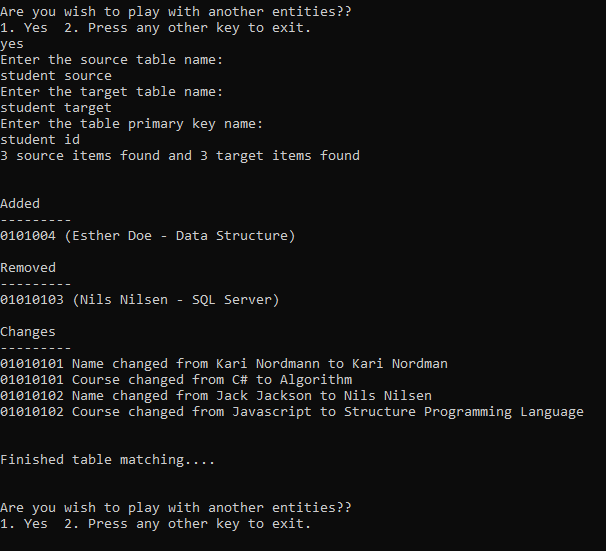 Are you wish to play with another entities??
1. Yes  2. Press any other key to exit.
yes
Enter the source table name:
student source
Enter the target table name:
student target
Enter the table primary key name:
student id
3 source items found and 3 target items found
Added
---------
0101004 (Esther Doe - Data Structure)
Removed
---------
01010103 (Nils Nilsen - SQL Server)
Changes
---------
01010101 Name changed from Kari Nordmann to Kari Nordman
01010101 Course changed from C# to Algorithm
01010102 Name changed from Jack Jackson to Nils Nilsen
01010102 Course changed from Javascript to Structure Programming Language
Finished table matching....
Are you wish to play with another entities??
1. Yes  2. Press any other key to exit.